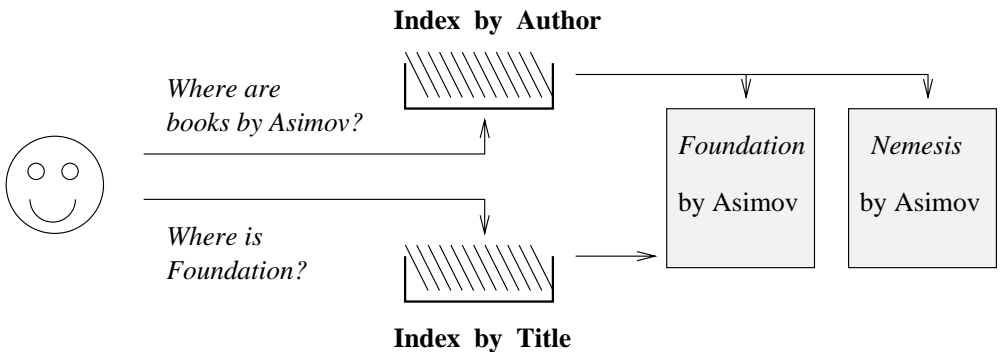 Index by Author
Where are
books by Asimov?
Foundation
by Asimov
Nemesis
by Asimov
Where is
Foundation?
Index by Title